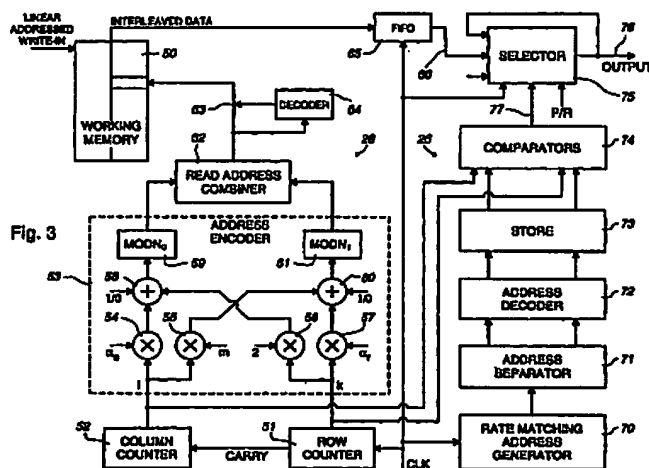 LINEAR
ADDRESSED
WRITE-IN
INTERLEAVED DATA
50
FIFO
65
66
SELECTOR
76
OUTPUT
75
77
P/R
63
DECODER
64
WORKING
MEMORY
62
READ ADDRESS
COMBINER
28
26
COMPARATORS
74
Fig. 3
ADDRESS
ENCODER
MODN₀
59
MODN₁
61
STORE
73
53
58
+
+
60
1/0
1/0
ADDRESS
DECODER
72
54
55
56
57
m
2
ADDRESS
SEPARATOR
71
k
52
COLUMN
COUNTER
CARRY
51
ROW
COUNTER
CLK
RATE MATCHING
ADDRESS
GENERATOR
70